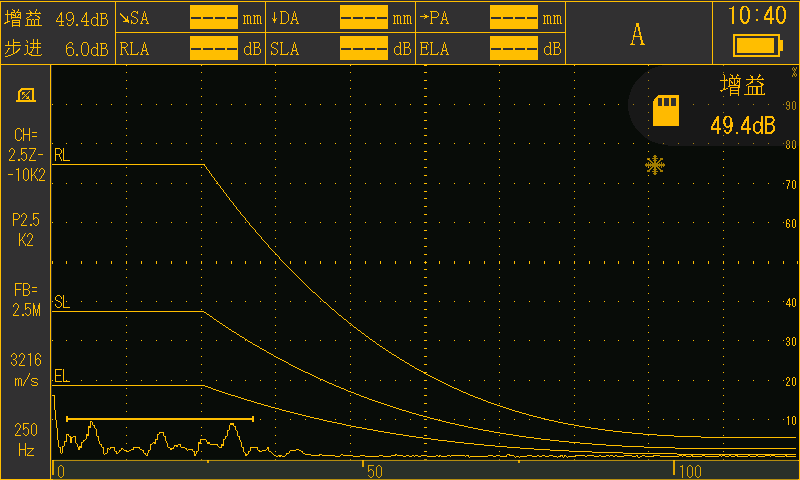 增益 49.4dB ↘SA ---- mm ↓DA ---- mm →PA ---- mm
步进 6.0dB RLA ---- dB SLA ---- dB ELA ---- dB
A
10:40
增益
49.4dB
CH=
2.5Z-
-10K2
P2.5
K2
FB=
2.5M
3216
m/s
250
Hz
RL
SL
EL
%
90
80
70
60
40
30
20
10
0 50 100